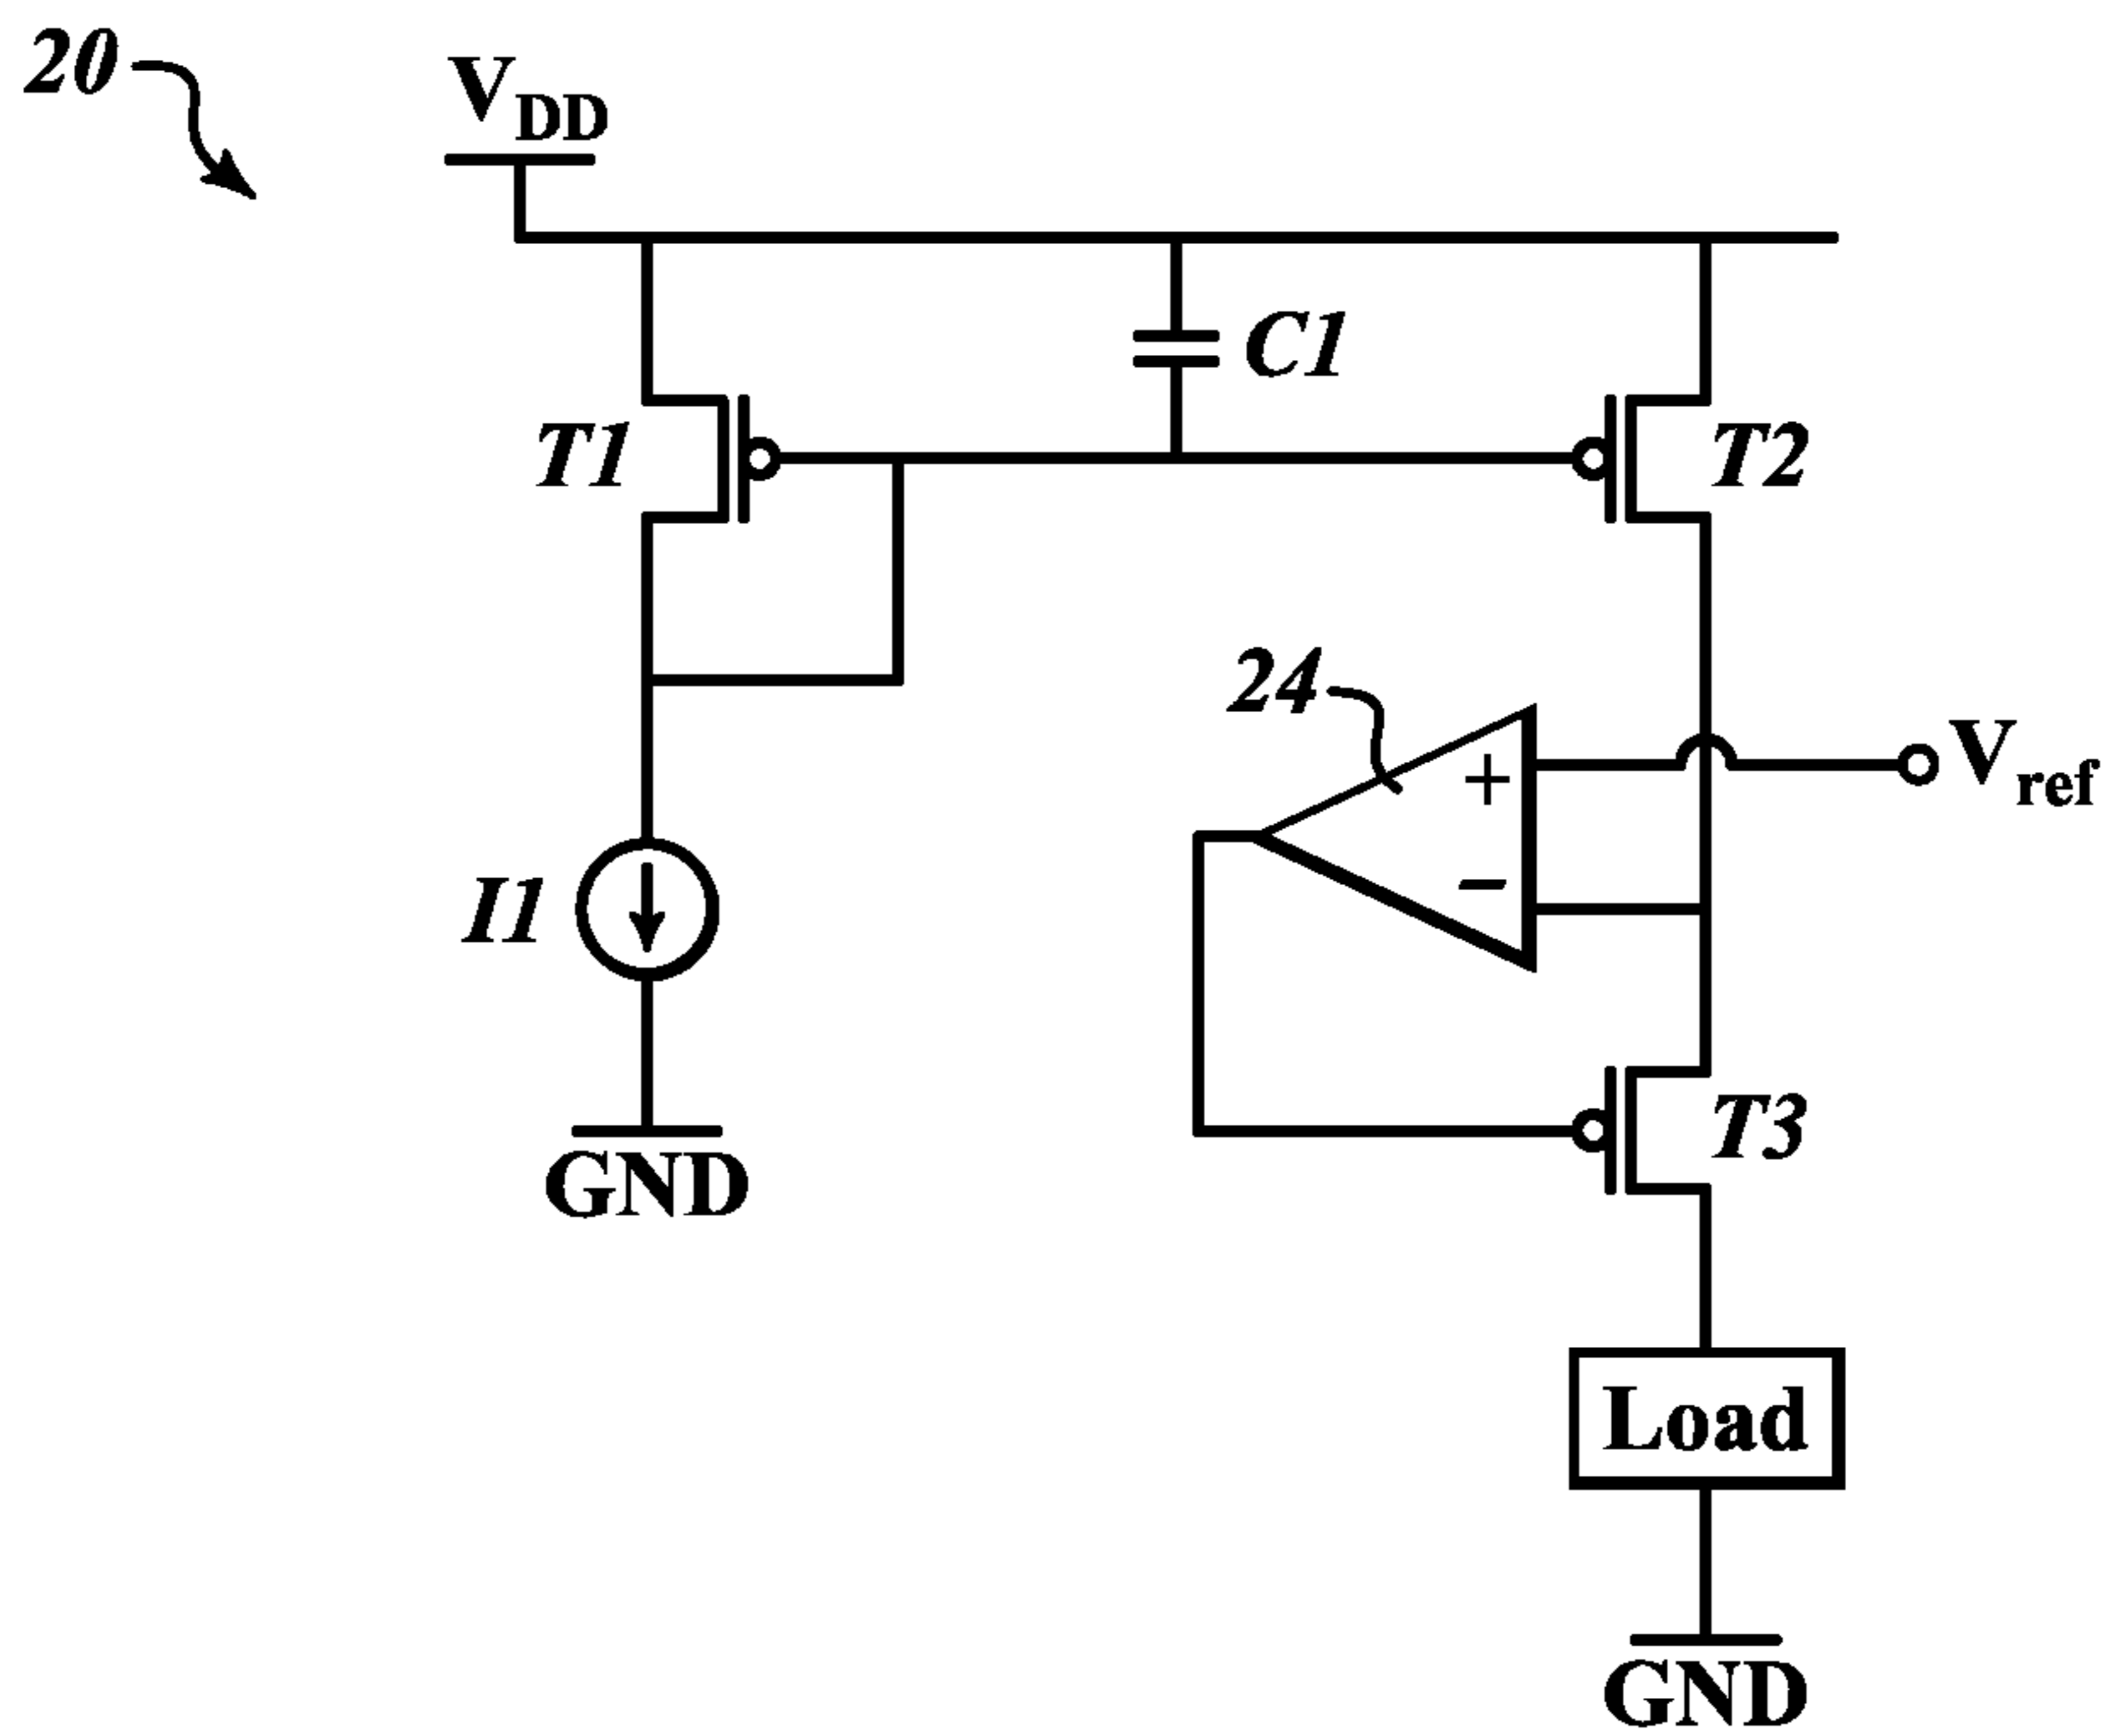 20
VDD
C1
T1
T2
24
+
Vref
−
I1
T3
GND
Load
GND